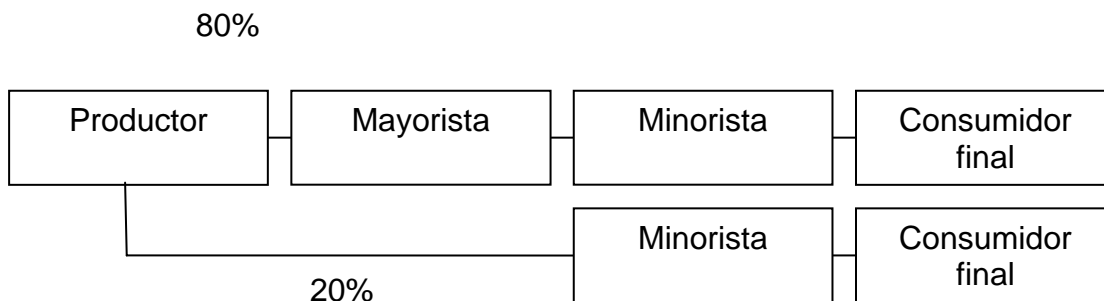 80%
Productor
Mayorista
Minorista
Consumidor
final
Minorista
Consumidor
final
20%